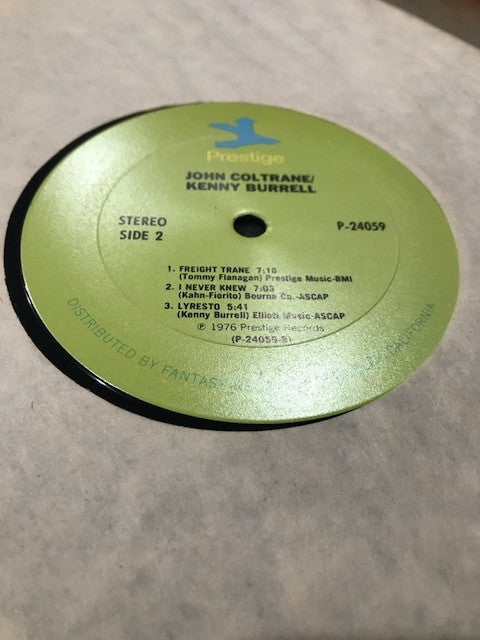 Prestige
JOHN COLTRANE/
KENNY BURRELL
STEREO
SIDE 2
P-24059
1. FREIGHT TRANE 7:18
(Tommy Flanagan) Prestige Music-BMI
2. I NEVER KNEW 7:03
(Kahn-Fiorito) Bourne Co.-ASCAP
3. LYRESTO 5:41
(Kenny Burrell) Elliott Music-ASCAP
℗ 1976 Prestige Records
(P-24059-B)
DISTRIBUTED BY FANTASY CALIFORNIA